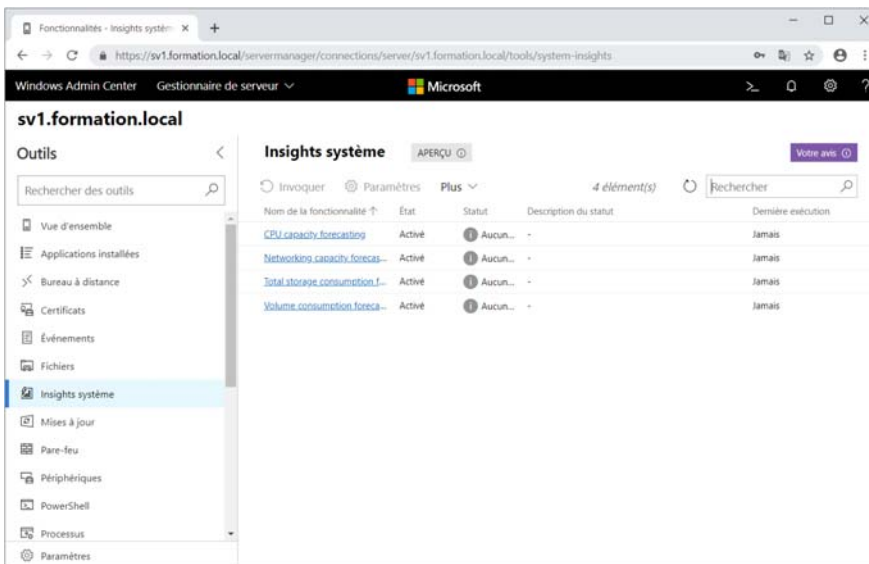 Fonctionnalités - Insights systèm
https://sv1.formation.local/servermanager/connections/server/sv1.formation.local/tools/system-insights
Windows Admin Center Gestionnaire de serveur Microsoft >_ ?
sv1.formation.local
Outils
Rechercher des outils
Vue d'ensemble
Applications installées
Bureau à distance
Certificats
Événements
Fichiers
Insights système
Mises à jour
Pare-feu
Périphériques
PowerShell
Processus
Paramètres
Insights système APERÇU Votre avis
Invoquer Paramètres Plus 4 élément(s) Rechercher
Nom de la fonctionnalité État Statut Description du statut Dernière exécution
CPU capacity forecasting Activé Aucun... - Jamais
Networking capacity forecas... Activé Aucun... - Jamais
Total storage consumption f... Activé Aucun... - Jamais
Volume consumption foreca... Activé Aucun... - Jamais